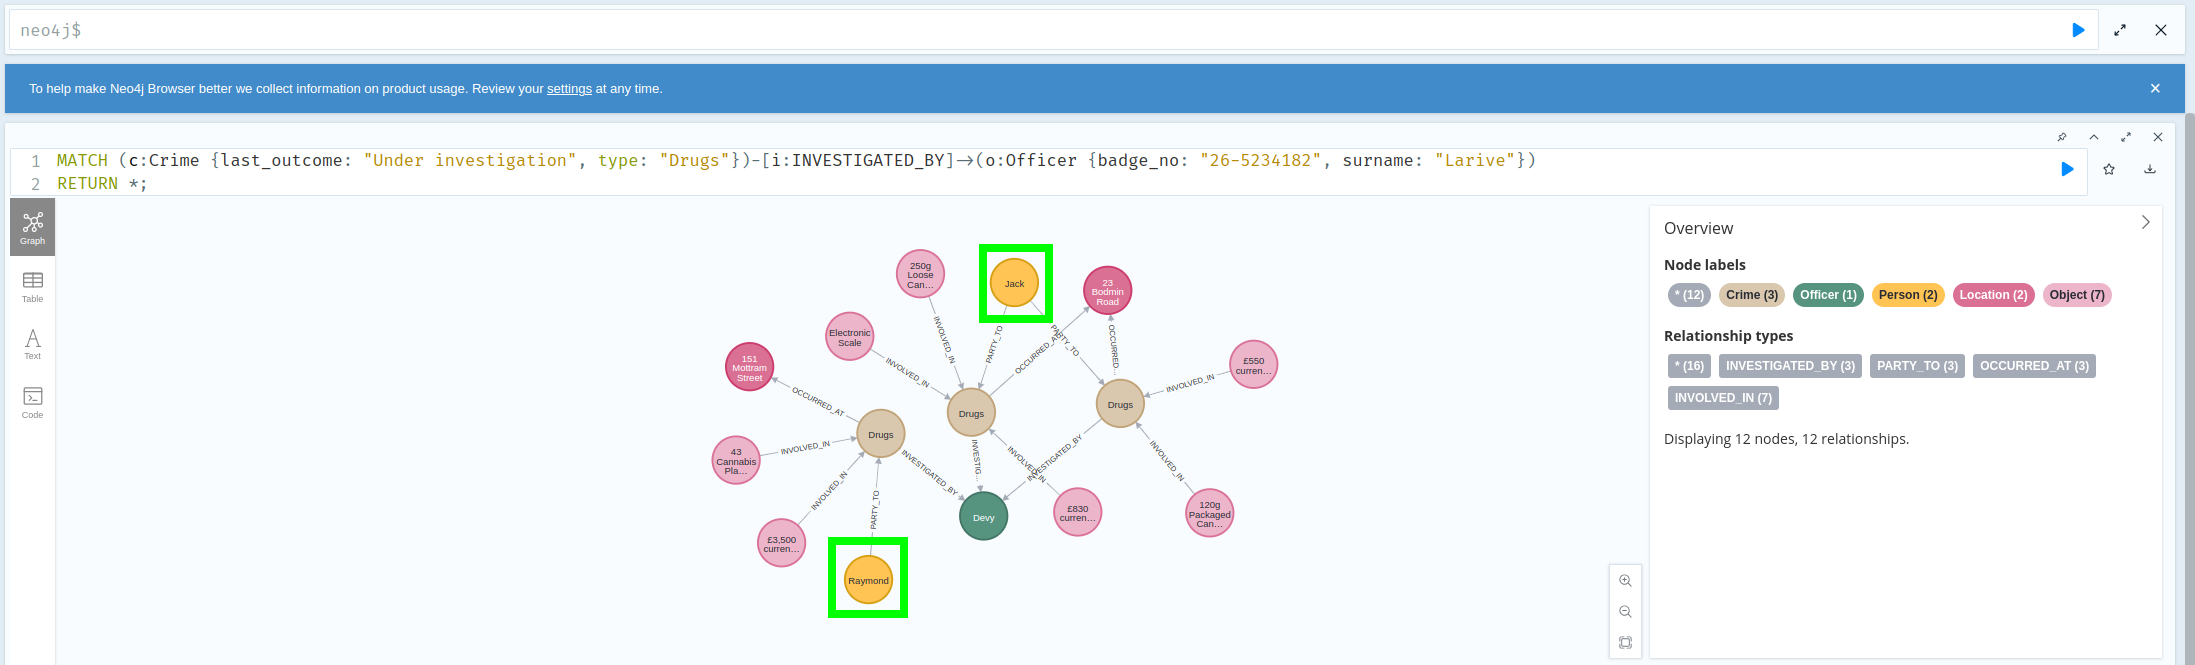 neo4j$
To help make Neo4j Browser better we collect information on product usage. Review your settings at any time.
1 MATCH (c:Crime {last_outcome: "Under investigation", type: "Drugs"})-[i:INVESTIGATED_BY]->(o:Officer {badge_no: "26-5234182", surname: "Larive"})
2 RETURN *;
Graph
Table
Text
Code
250g
Loose
Can...
Jack
23
Bodmin
Road
Electronic
Scale
151
Mottram
Street
£550
curren...
INVOLVED_IN
PARTY_TO
OCCURRED_AT
PARTY_TO
OCCURRED...
INVOLVED_IN
INVOLVED_IN
OCCURRED_AT
Drugs
Drugs
Drugs
INVOLVED_IN
43
Cannabis
Pla...
INVESTIGATED_BY
INVESTIG...
INVOLVED_IN
INVESTIGATED_BY
INVOLVED_IN
INVOLVED_IN
PARTY_TO
Devy
£830
curren...
120g
Packaged
Can...
£3,500
curren...
Raymond
Overview
Node labels
* (12) Crime (3) Officer (1) Person (2) Location (2) Object (7)
Relationship types
* (16) INVESTIGATED_BY (3) PARTY_TO (3) OCCURRED_AT (3)
INVOLVED_IN (7)
Displaying 12 nodes, 12 relationships.